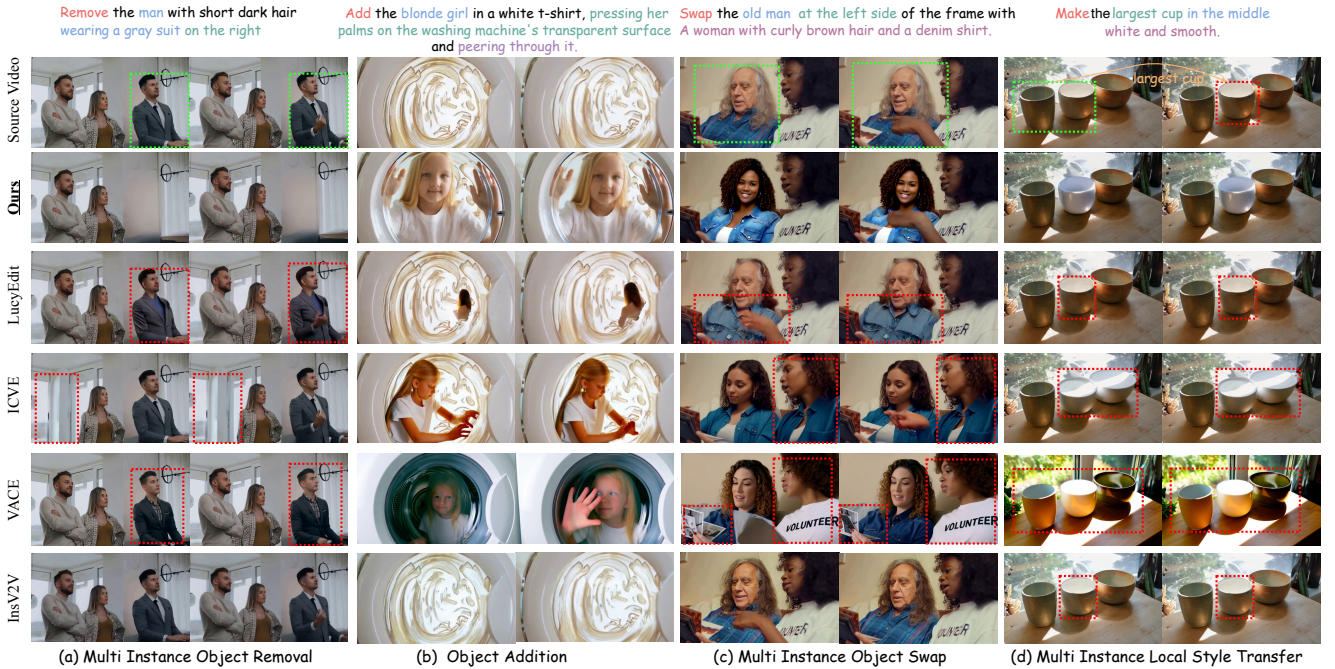 Remove the man with short dark hair
wearing a gray suit on the right
Add the blonde girl in a white t-shirt, pressing her
palms on the washing machine's transparent surface
and peering through it.
Swap the old man at the left side of the frame with
A woman with curly brown hair and a denim shirt.
Make the largest cup in the middle
white and smooth.
Source Video
largest cup
Ours
LucyEdit
ICVE
VACE
VOLUNTEER
InsV2V
(a) Multi Instance Object Removal
(b) Object Addition
(c) Multi Instance Object Swap
(d) Multi Instance Local Style Transfer